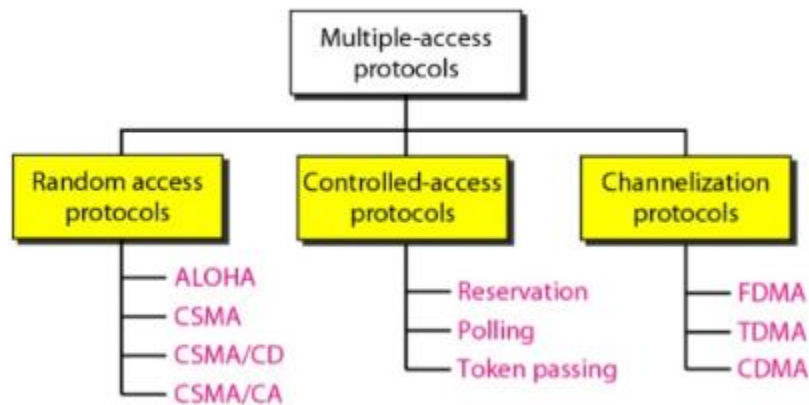 Multiple-access
protocols
Random access
protocols
Controlled-access
protocols
Channelization
protocols
ALOHA
CSMA
CSMA/CD
CSMA/CA
Reservation
Polling
Token passing
FDMA
TDMA
CDMA